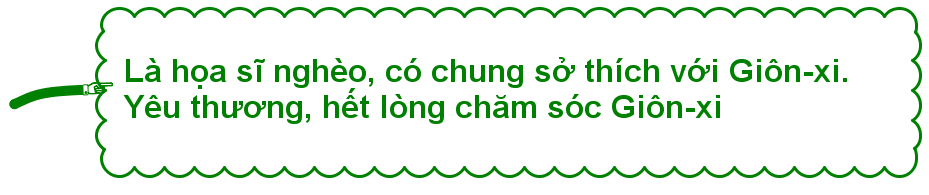 Là họa sĩ nghèo, có chung sở thích với Giôn-xi.
Yêu thương, hết lòng chăm sóc Giôn-xi